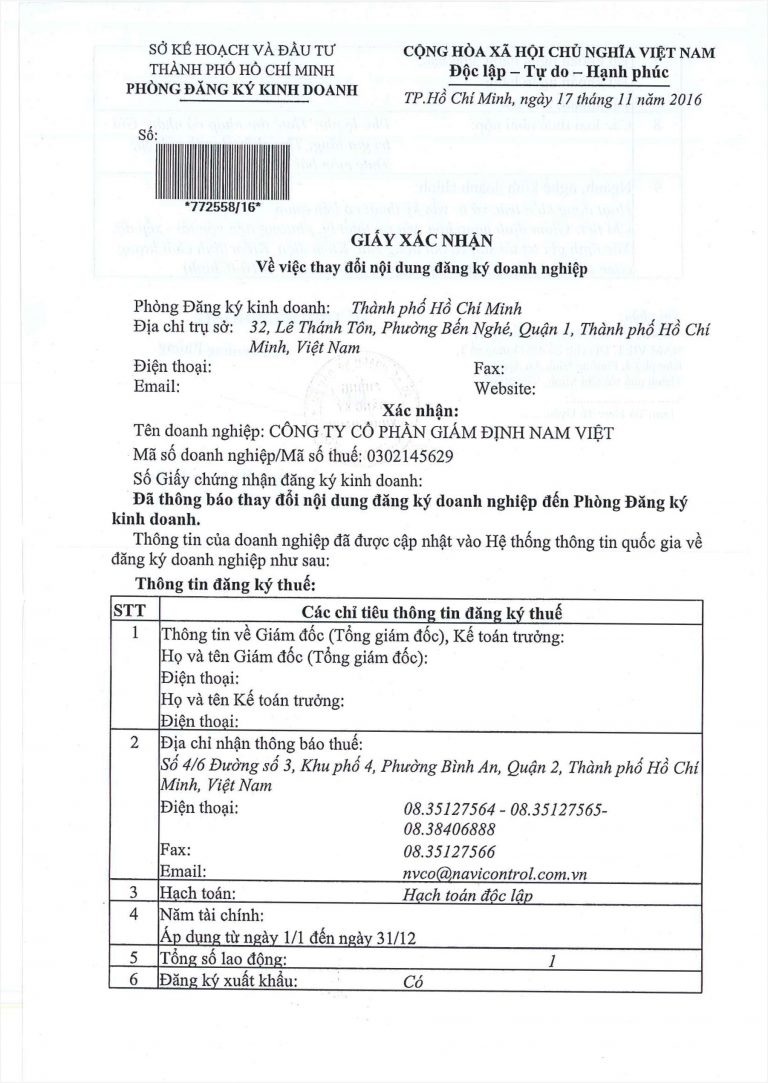 SỞ KẾ HOẠCH VÀ ĐẦU TƯ
THÀNH PHỐ HỒ CHÍ MINH
PHÒNG ĐĂNG KÝ KINH DOANH
CỘNG HÒA XÃ HỘI CHỦ NGHĨA VIỆT NAM
Độc lập – Tự do – Hạnh phúc
TP.Hồ Chí Minh, ngày 17 tháng 11 năm 2016
Số:
*772558/16*
GIẤY XÁC NHẬN
Về việc thay đổi nội dung đăng ký doanh nghiệp
Phòng Đăng ký kinh doanh: Thành phố Hồ Chí Minh
Địa chỉ trụ sở: 32, Lê Thánh Tôn, Phường Bến Nghé, Quận 1, Thành phố Hồ Chí
Minh, Việt Nam
Điện thoại: Fax:
Email: Website:
Xác nhận:
Tên doanh nghiệp: CÔNG TY CỔ PHẦN GIÁM ĐỊNH NAM VIỆT
Mã số doanh nghiệp/Mã số thuế: 0302145629
Số Giấy chứng nhận đăng ký kinh doanh:
Đã thông báo thay đổi nội dung đăng ký doanh nghiệp đến Phòng Đăng ký
kinh doanh.
Thông tin của doanh nghiệp đã được cập nhật vào Hệ thống thông tin quốc gia về
đăng ký doanh nghiệp như sau:
Thông tin đăng ký thuế:
STT Các chỉ tiêu thông tin đăng ký thuế
1 Thông tin về Giám đốc (Tổng giám đốc), Kế toán trưởng:
Họ và tên Giám đốc (Tổng giám đốc):
Điện thoại:
Họ và tên Kế toán trưởng:
Điện thoại:
2 Địa chỉ nhận thông báo thuế:
Số 4/6 Đường số 3, Khu phố 4, Phường Bình An, Quận 2, Thành phố Hồ Chí
Minh, Việt Nam
Điện thoại: 08.35127564 - 08.35127565-
08.38406888
Fax: 08.35127566
Email: nvco@navicontrol.com.vn
3 Hạch toán: Hạch toán độc lập
4 Năm tài chính:
Áp dụng từ ngày 1/1 đến ngày 31/12
5 Tổng số lao động: 1
6 Đăng ký xuất khẩu: Có